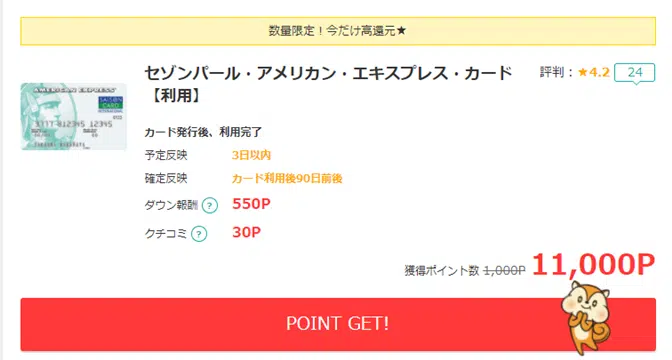 数量限定！今だけ高還元★
セゾンパール・アメリカン・エキスプレス・カード
【利用】
評判：★4.2 24
AMERICAN EXPRESS
SAISON
CARD
INTERNATIONAL
カード発行後、利用完了
予定反映 3日以内
確定反映 カード利用後90日前後
ダウン報酬 ? 550P
クチコミ ? 30P
獲得ポイント数 1,000P 11,000P
POINT GET!